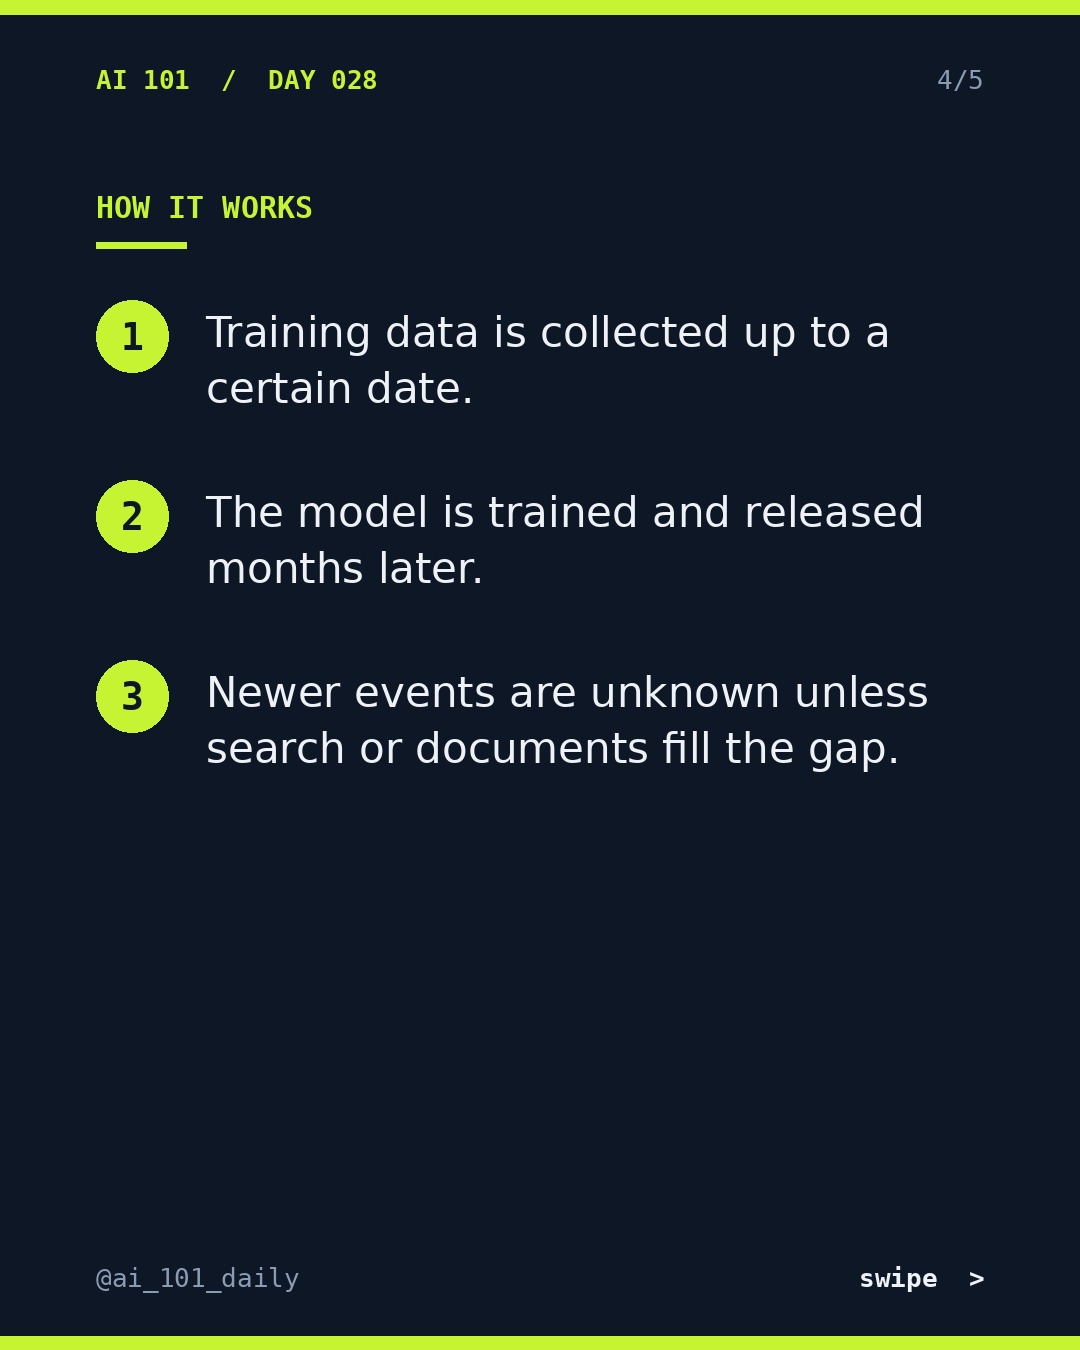 AI 101 / DAY 028
4/5
HOW IT WORKS
1
Training data is collected up to a
certain date.
2
The model is trained and released
months later.
3
Newer events are unknown unless
search or documents fill the gap.
@ai_101_daily
swipe >